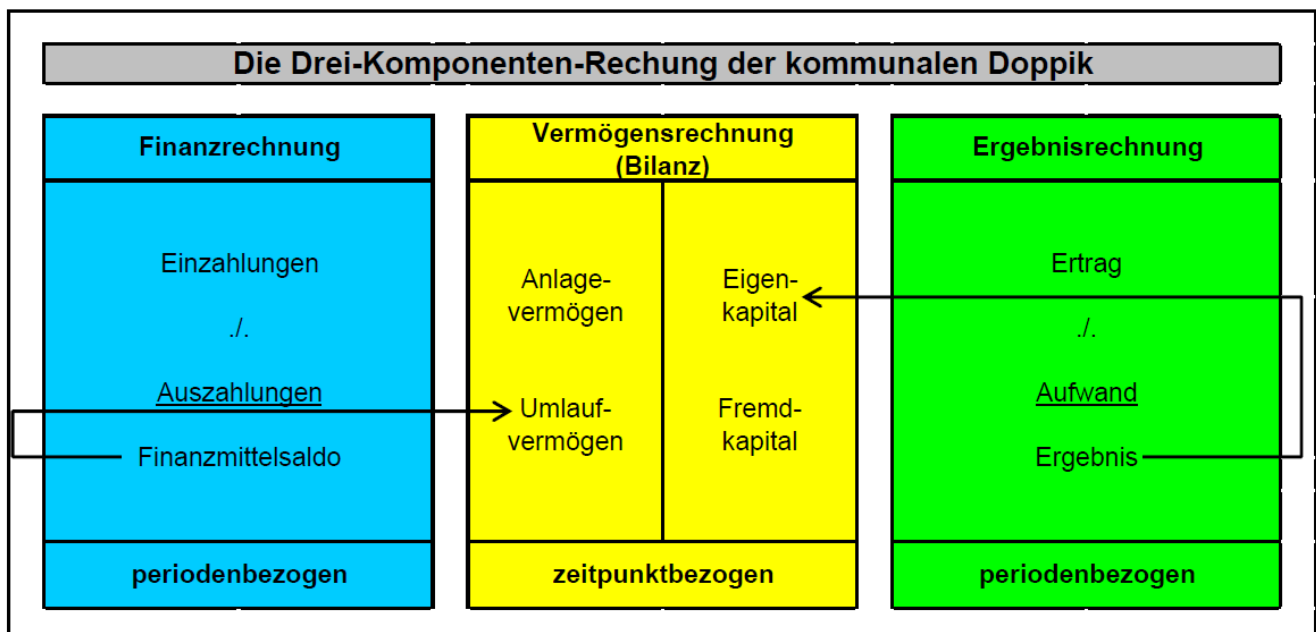 Die Drei-Komponenten-Rechung der kommunalen Doppik
Finanzrechnung
Einzahlungen
./.
Auszahlungen
Finanzmittelsaldo
periodenbezogen
Vermögensrechnung
(Bilanz)
Anlage-
vermögen
Umlauf-
vermögen
Eigen-
kapital
Fremd-
kapital
zeitpunktbezogen
Ergebnisrechnung
Ertrag
./.
Aufwand
Ergebnis
periodenbezogen